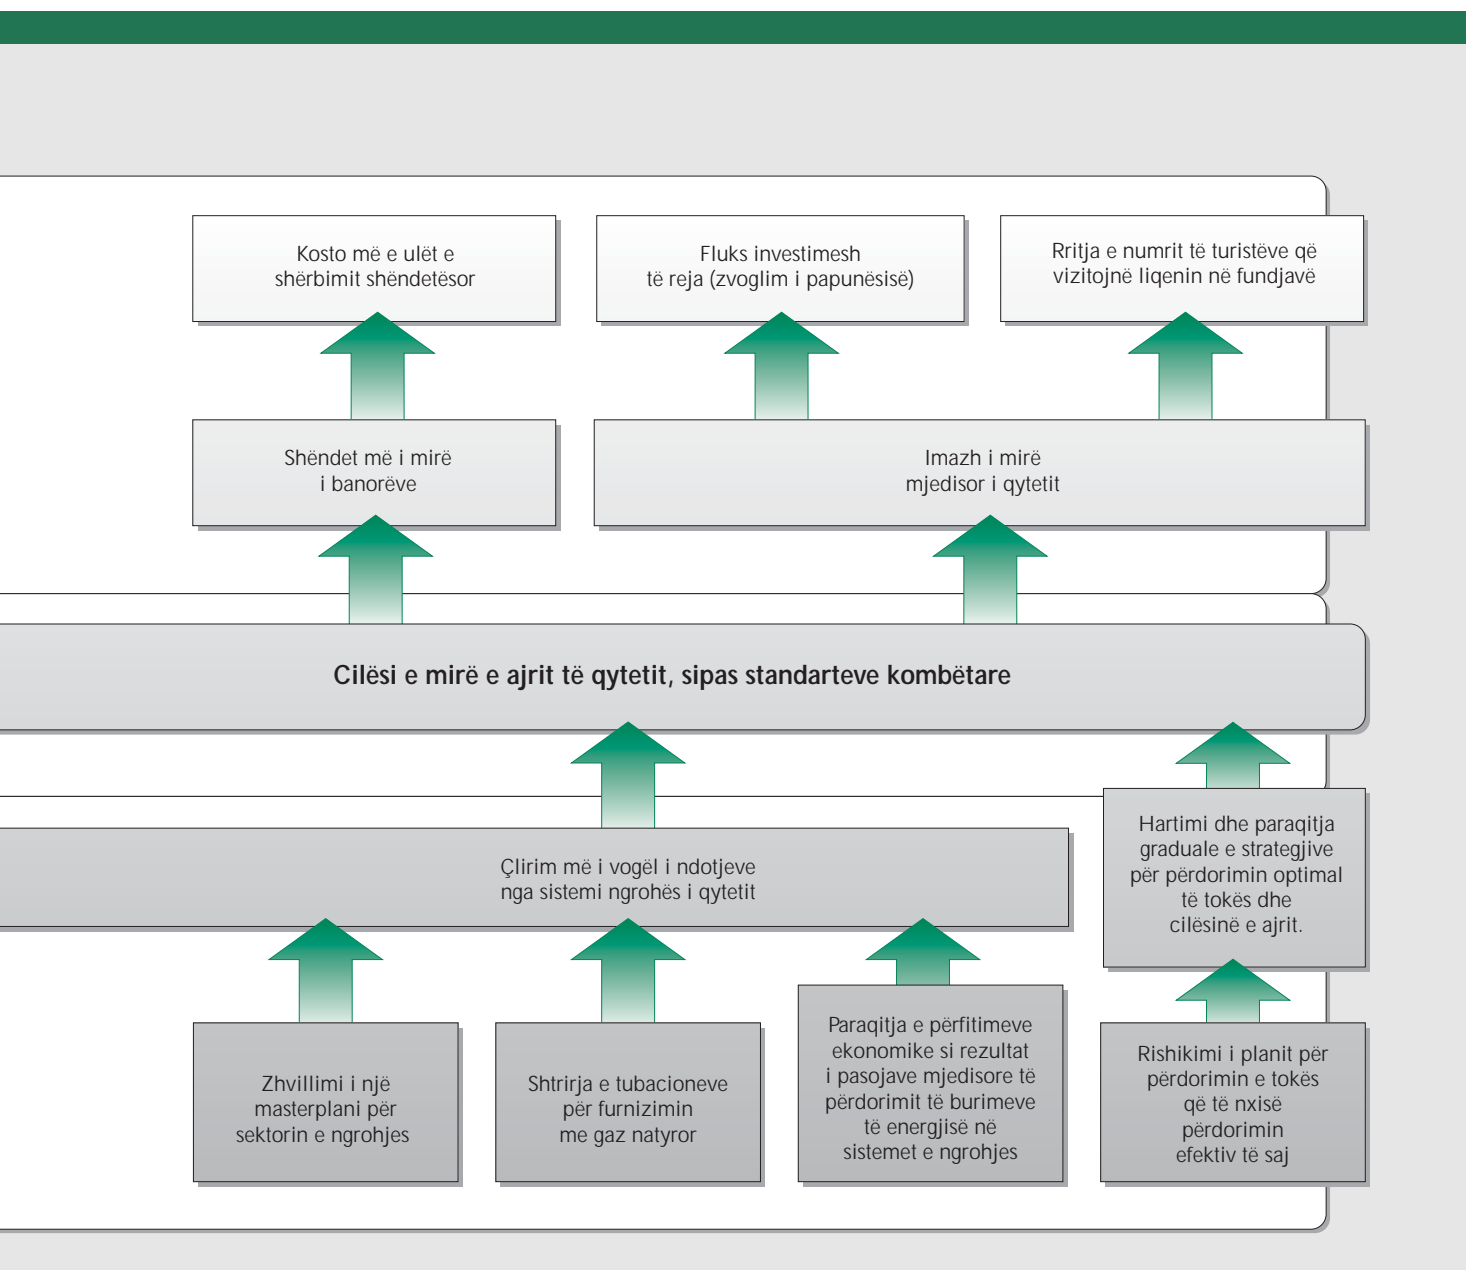 Kosto më e ulët e
shërbimit shëndetësor
Fluks investimesh
të reja (zvoglim i papunësisë)
Rritja e numrit të turistëve që
vizitojnë liqenin në fundjavë
Shëndet më i mirë
i banorëve
Imazh i mirë
mjedisor i qytetit
Cilësi e mirë e ajrit të qytetit, sipas standarteve kombëtare
Çlirim më i vogël i ndotjeve
nga sistemi ngrohës i qytetit
Hartimi dhe paraqitja
graduale e strategjive
për përdorimin optimal
të tokës dhe
cilësinë e ajrit.
Zhvillimi i një
masterplani për
sektorin e ngrohjes
Shtrirja e tubacioneve
për furnizimin
me gaz natyror
Paraqitja e përfitimeve
ekonomike si rezultat
i pasojave mjedisore të
përdorimit të burimeve
të energjisë në
sistemet e ngrohjes
Rishikimi i planit për
përdorimin e tokës
që të nxisë
përdorimin
efektiv të saj